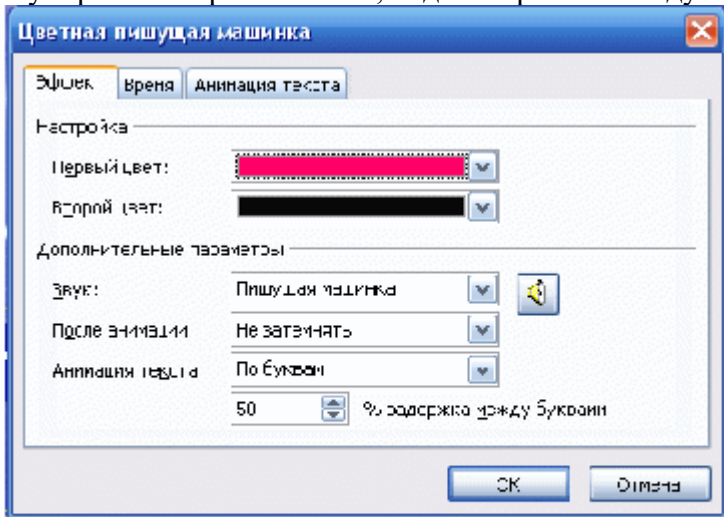 Цветная пишущая машинка
Эффек Время Анимация текста
Настройка
Первый цвет:
Второй цвет:
Дополнительные параметры
Звук: Пишущая машинка
После анимации Не затемнять
Анимация текста По буквам
50 % задержка между буквами
ОК Отмена